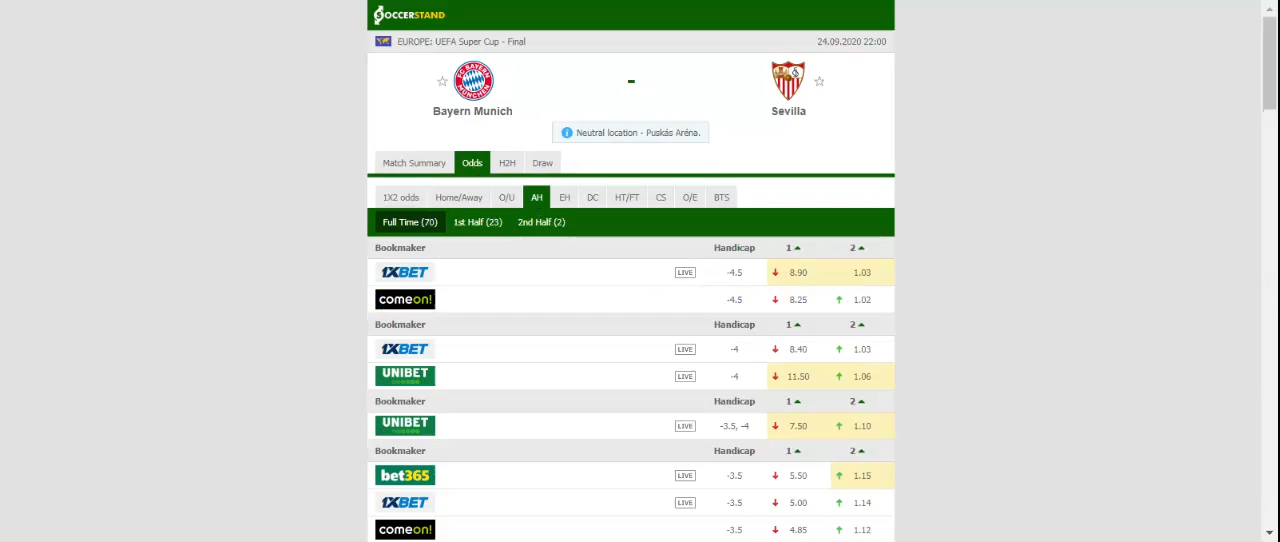 SOCCERSTAND
EUROPE: UEFA Super Cup - Final 24.09.2020 22:00
FC BAYERN MÜNCHEN
-
Bayern Munich Sevilla
Neutral location - Puskás Aréna.
Match Summary Odds H2H Draw
1X2 odds Home/Away O/U AH EH DC HT/FT CS O/E BTS
Full Time (70) 1st Half (23) 2nd Half (2)
Bookmaker Handicap 1 2
1XBET LIVE -4.5 8.90 1.03
comeon! -4.5 8.25 1.02
Bookmaker Handicap 1 2
1XBET LIVE -4 8.40 1.03
UNIBET LIVE -4 11.50 1.06
Bookmaker Handicap 1 2
UNIBET LIVE -3.5, -4 7.50 1.10
Bookmaker Handicap 1 2
bet365 LIVE -3.5 5.50 1.15
1XBET LIVE -3.5 5.00 1.14
comeon! -3.5 4.85 1.12